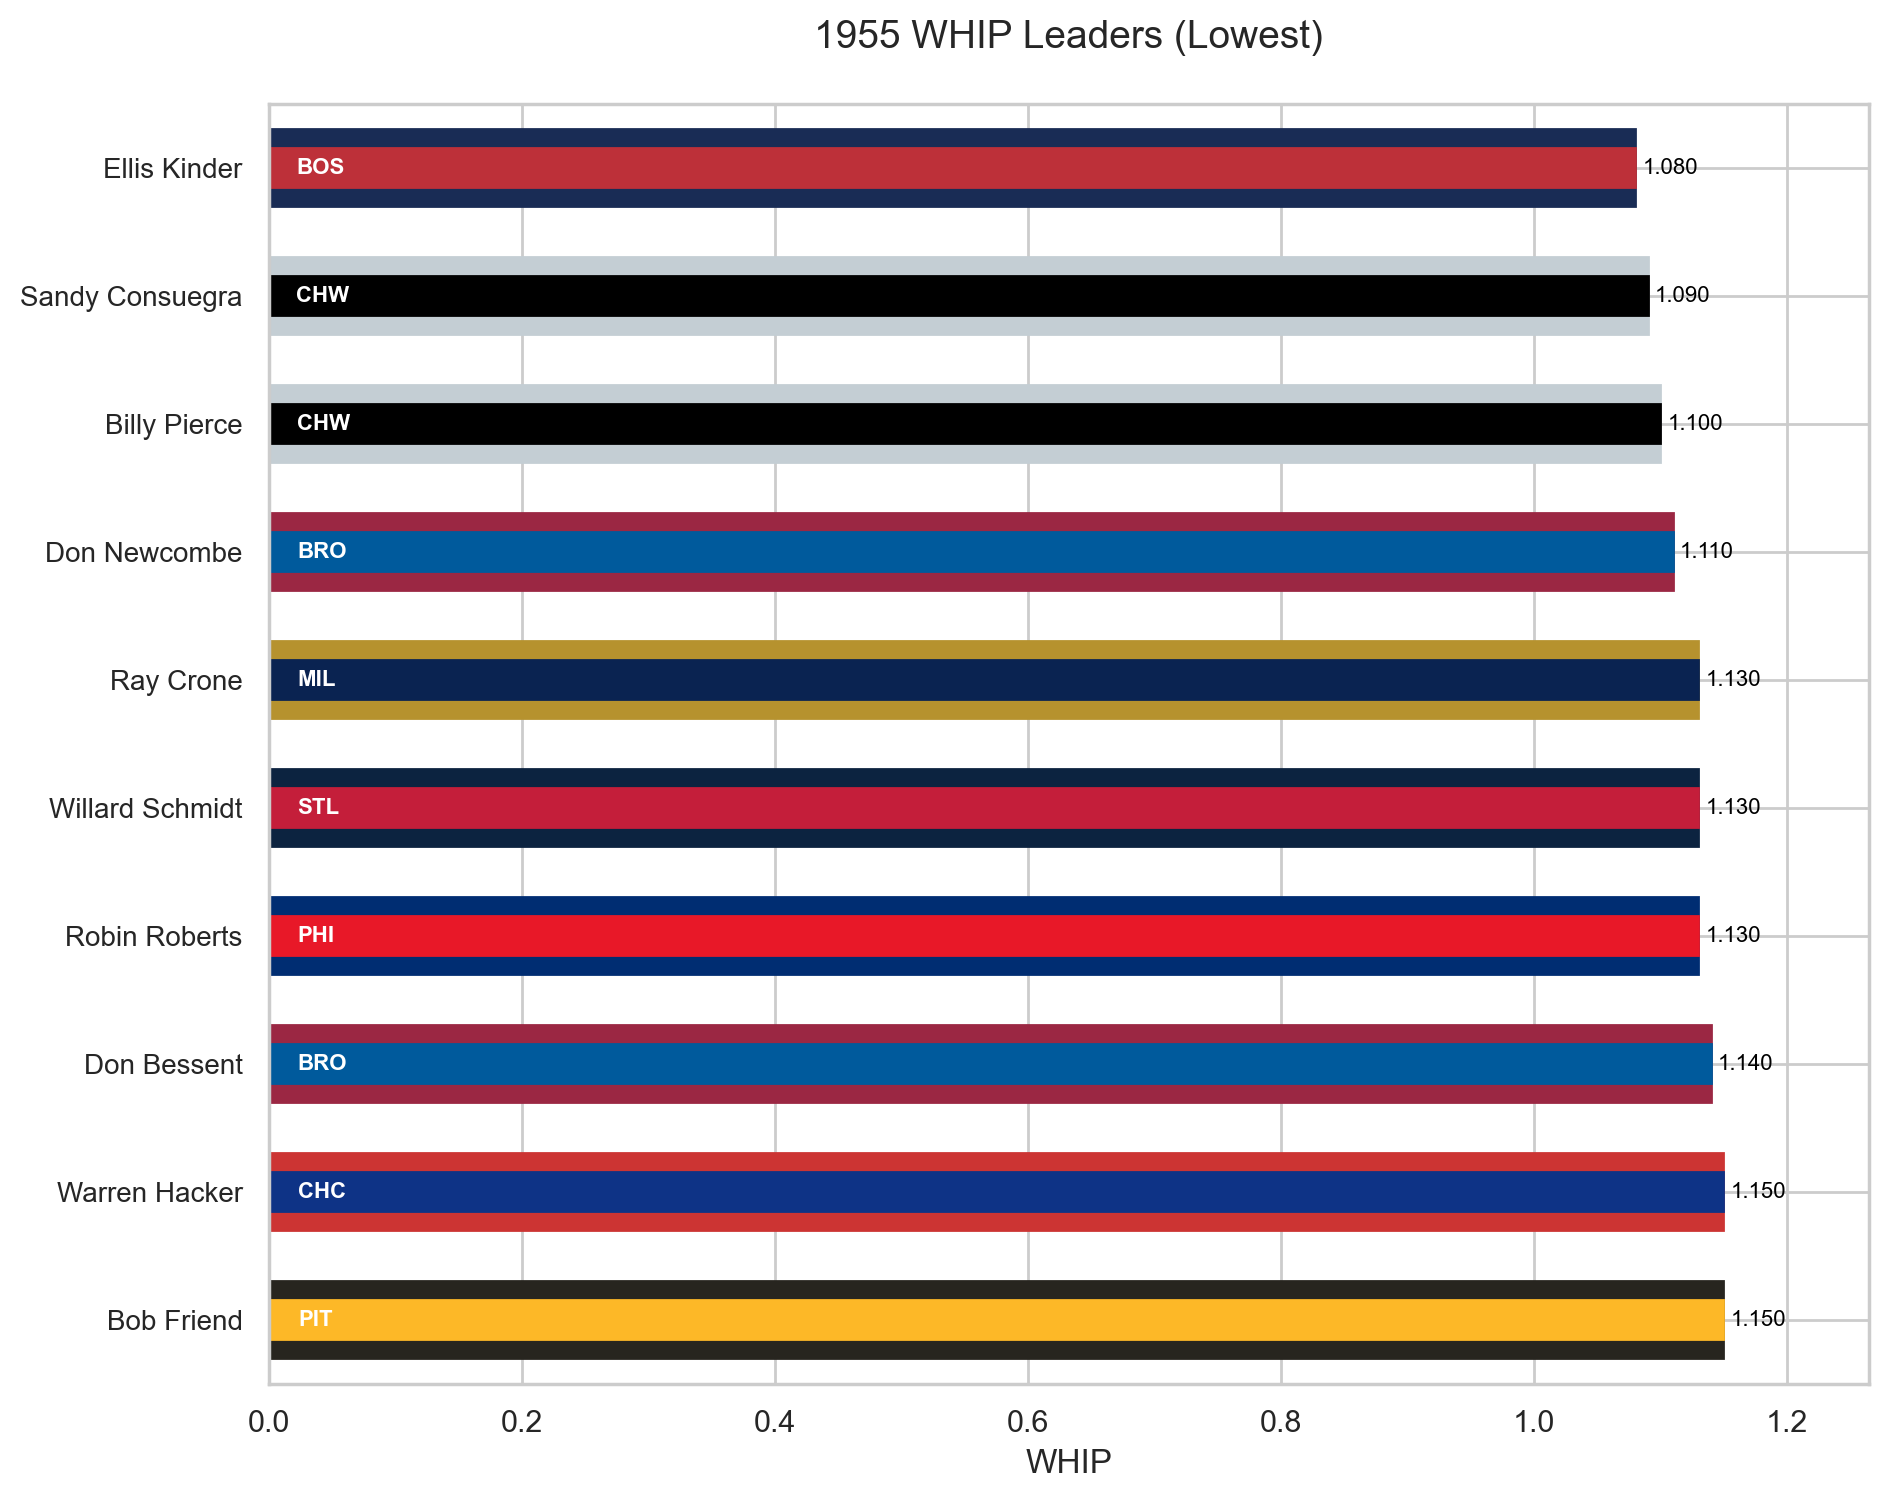 1955 WHIP Leaders (Lowest)
Ellis Kinder BOS 1.080
Sandy Consuegra CHW 1.090
Billy Pierce CHW 1.100
Don Newcombe BRO 1.110
Ray Crone MIL 1.130
Willard Schmidt STL 1.130
Robin Roberts PHI 1.130
Don Bessent BRO 1.140
Warren Hacker CHC 1.150
Bob Friend PIT 1.150
0.0 0.2 0.4 0.6 0.8 1.0 1.2
WHIP